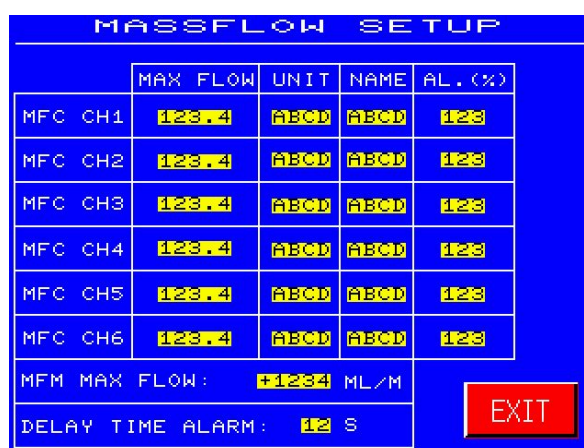 MASSFLOW SETUP
MAX FLOW UNIT NAME AL.(%)
MFC CH1 123.4 ABCD ABCD 123
MFC CH2 123.4 ABCD ABCD 123
MFC CH3 123.4 ABCD ABCD 123
MFC CH4 123.4 ABCD ABCD 123
MFC CH5 123.4 ABCD ABCD 123
MFC CH6 123.4 ABCD ABCD 123
MFM MAX FLOW: +1234 ML/M
DELAY TIME ALARM: 12 S
EXIT